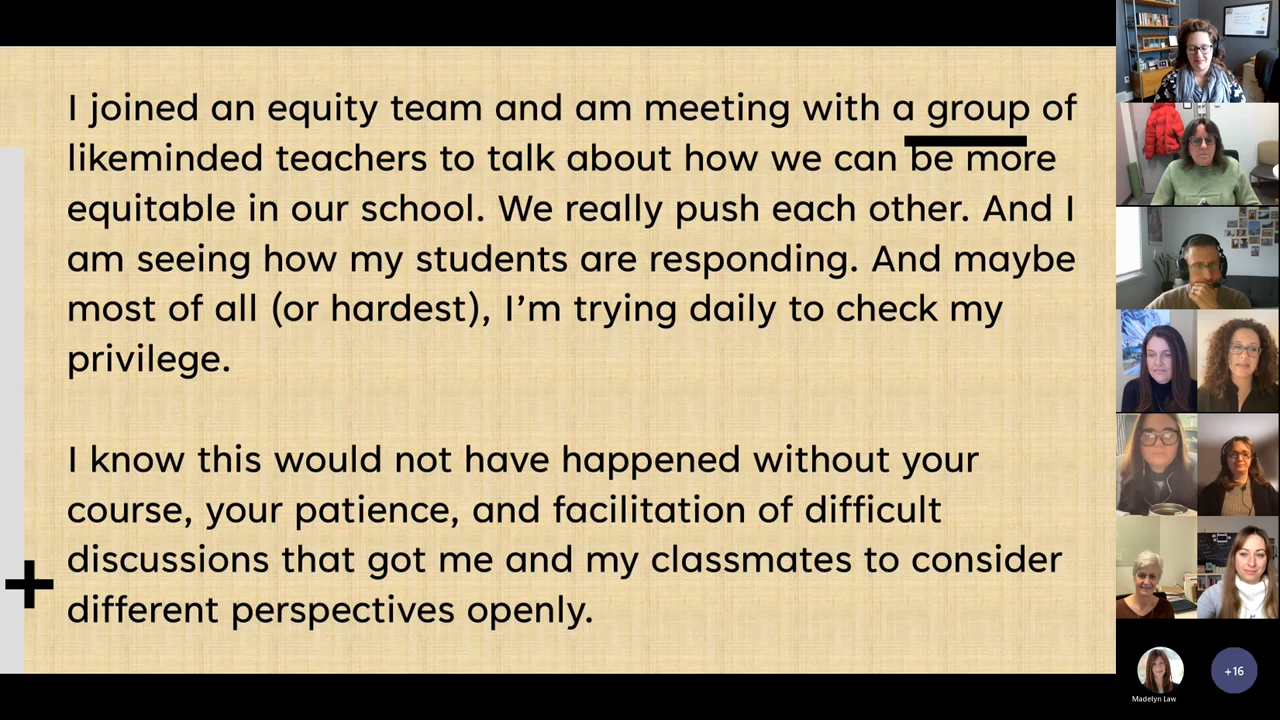 I joined an equity team and am meeting with a group of
likeminded teachers to talk about how we can be more
equitable in our school. We really push each other. And I
am seeing how my students are responding. And maybe
most of all (or hardest), I’m trying daily to check my
privilege.
I know this would not have happened without your
course, your patience, and facilitation of difficult
discussions that got me and my classmates to consider
different perspectives openly.
Madelyn Law
+16